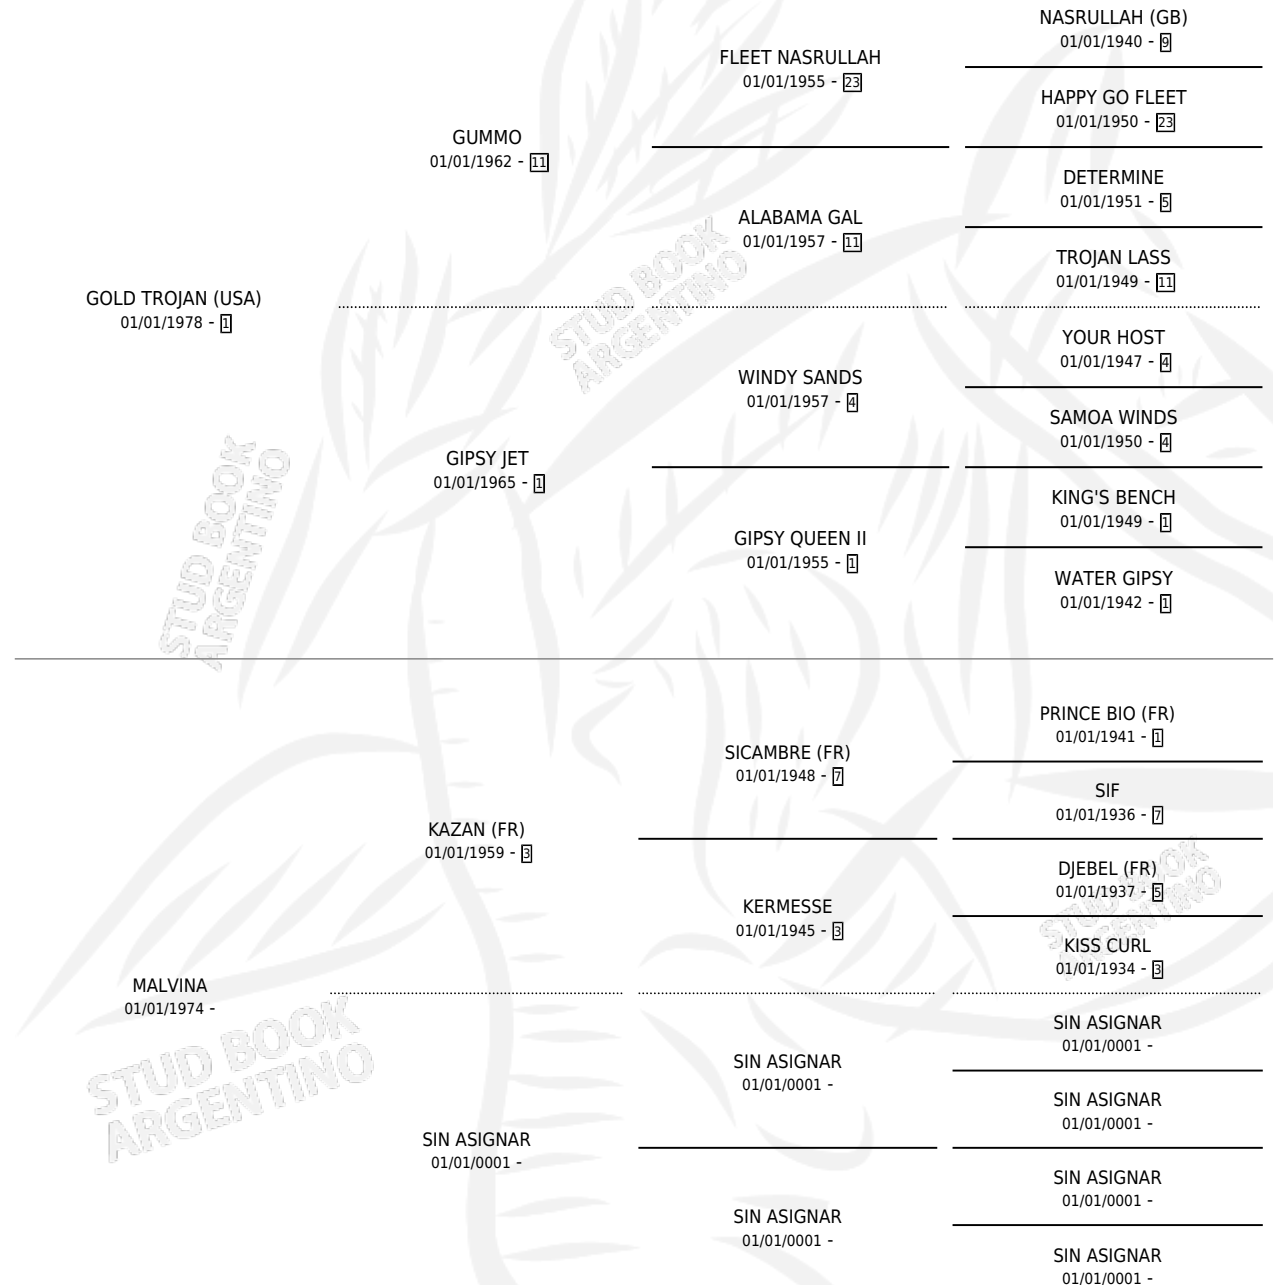 NASRULLAH (GB)
01/01/1940 - 9
FLEET NASRULLAH
01/01/1955 - 23
HAPPY GO FLEET
01/01/1950 - 23
GUMMO
01/01/1962 - 11
DETERMINE
01/01/1951 - 5
ALABAMA GAL
01/01/1957 - 11
TROJAN LASS
01/01/1949 - 11
GOLD TROJAN (USA)
01/01/1978 - 1
YOUR HOST
01/01/1947 - 4
WINDY SANDS
01/01/1957 - 4
SAMOA WINDS
01/01/1950 - 4
GIPSY JET
01/01/1965 - 1
KING'S BENCH
01/01/1949 - 1
GIPSY QUEEN II
01/01/1955 - 1
WATER GIPSY
01/01/1942 - 1
STUD BOOK
ARGENTINO
STUD BOOK
ARGENTINO
PRINCE BIO (FR)
01/01/1941 - 1
SICAMBRE (FR)
01/01/1948 - 7
SIF
01/01/1936 - 7
KAZAN (FR)
01/01/1959 - 3
DJEBEL (FR)
01/01/1937 - 5
KERMESSE
01/01/1945 - 3
KISS CURL
01/01/1934 - 3
STUD BOOK
ARGENTINO
MALVINA
01/01/1974 -
SIN ASIGNAR
01/01/0001 -
SIN ASIGNAR
01/01/0001 -
SIN ASIGNAR
01/01/0001 -
STUD BOOK
ARGENTINO
SIN ASIGNAR
01/01/0001 -
SIN ASIGNAR
01/01/0001 -
SIN ASIGNAR
01/01/0001 -
SIN ASIGNAR
01/01/0001 -